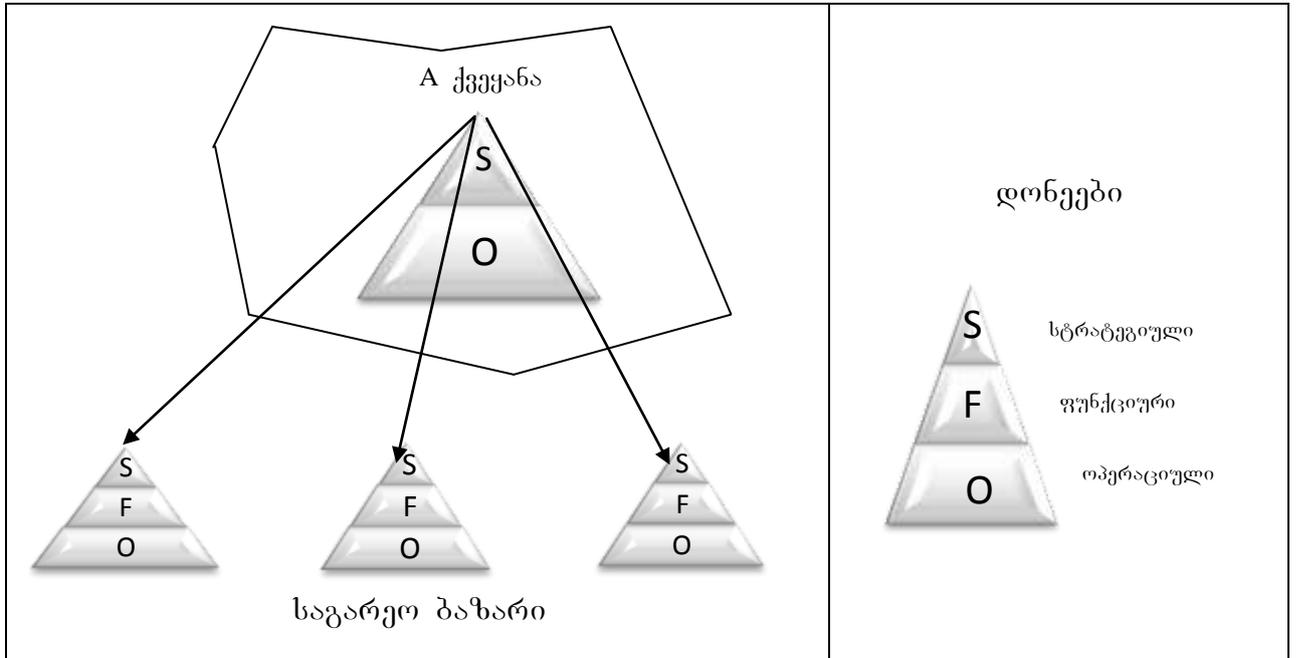 A ქვეყანა
S
O
S
F
O
S
F
O
S
F
O
საგარეო ბაზარი
დონეები
S სტრატეგიული
F ფუნქციური
O ოპერაციული